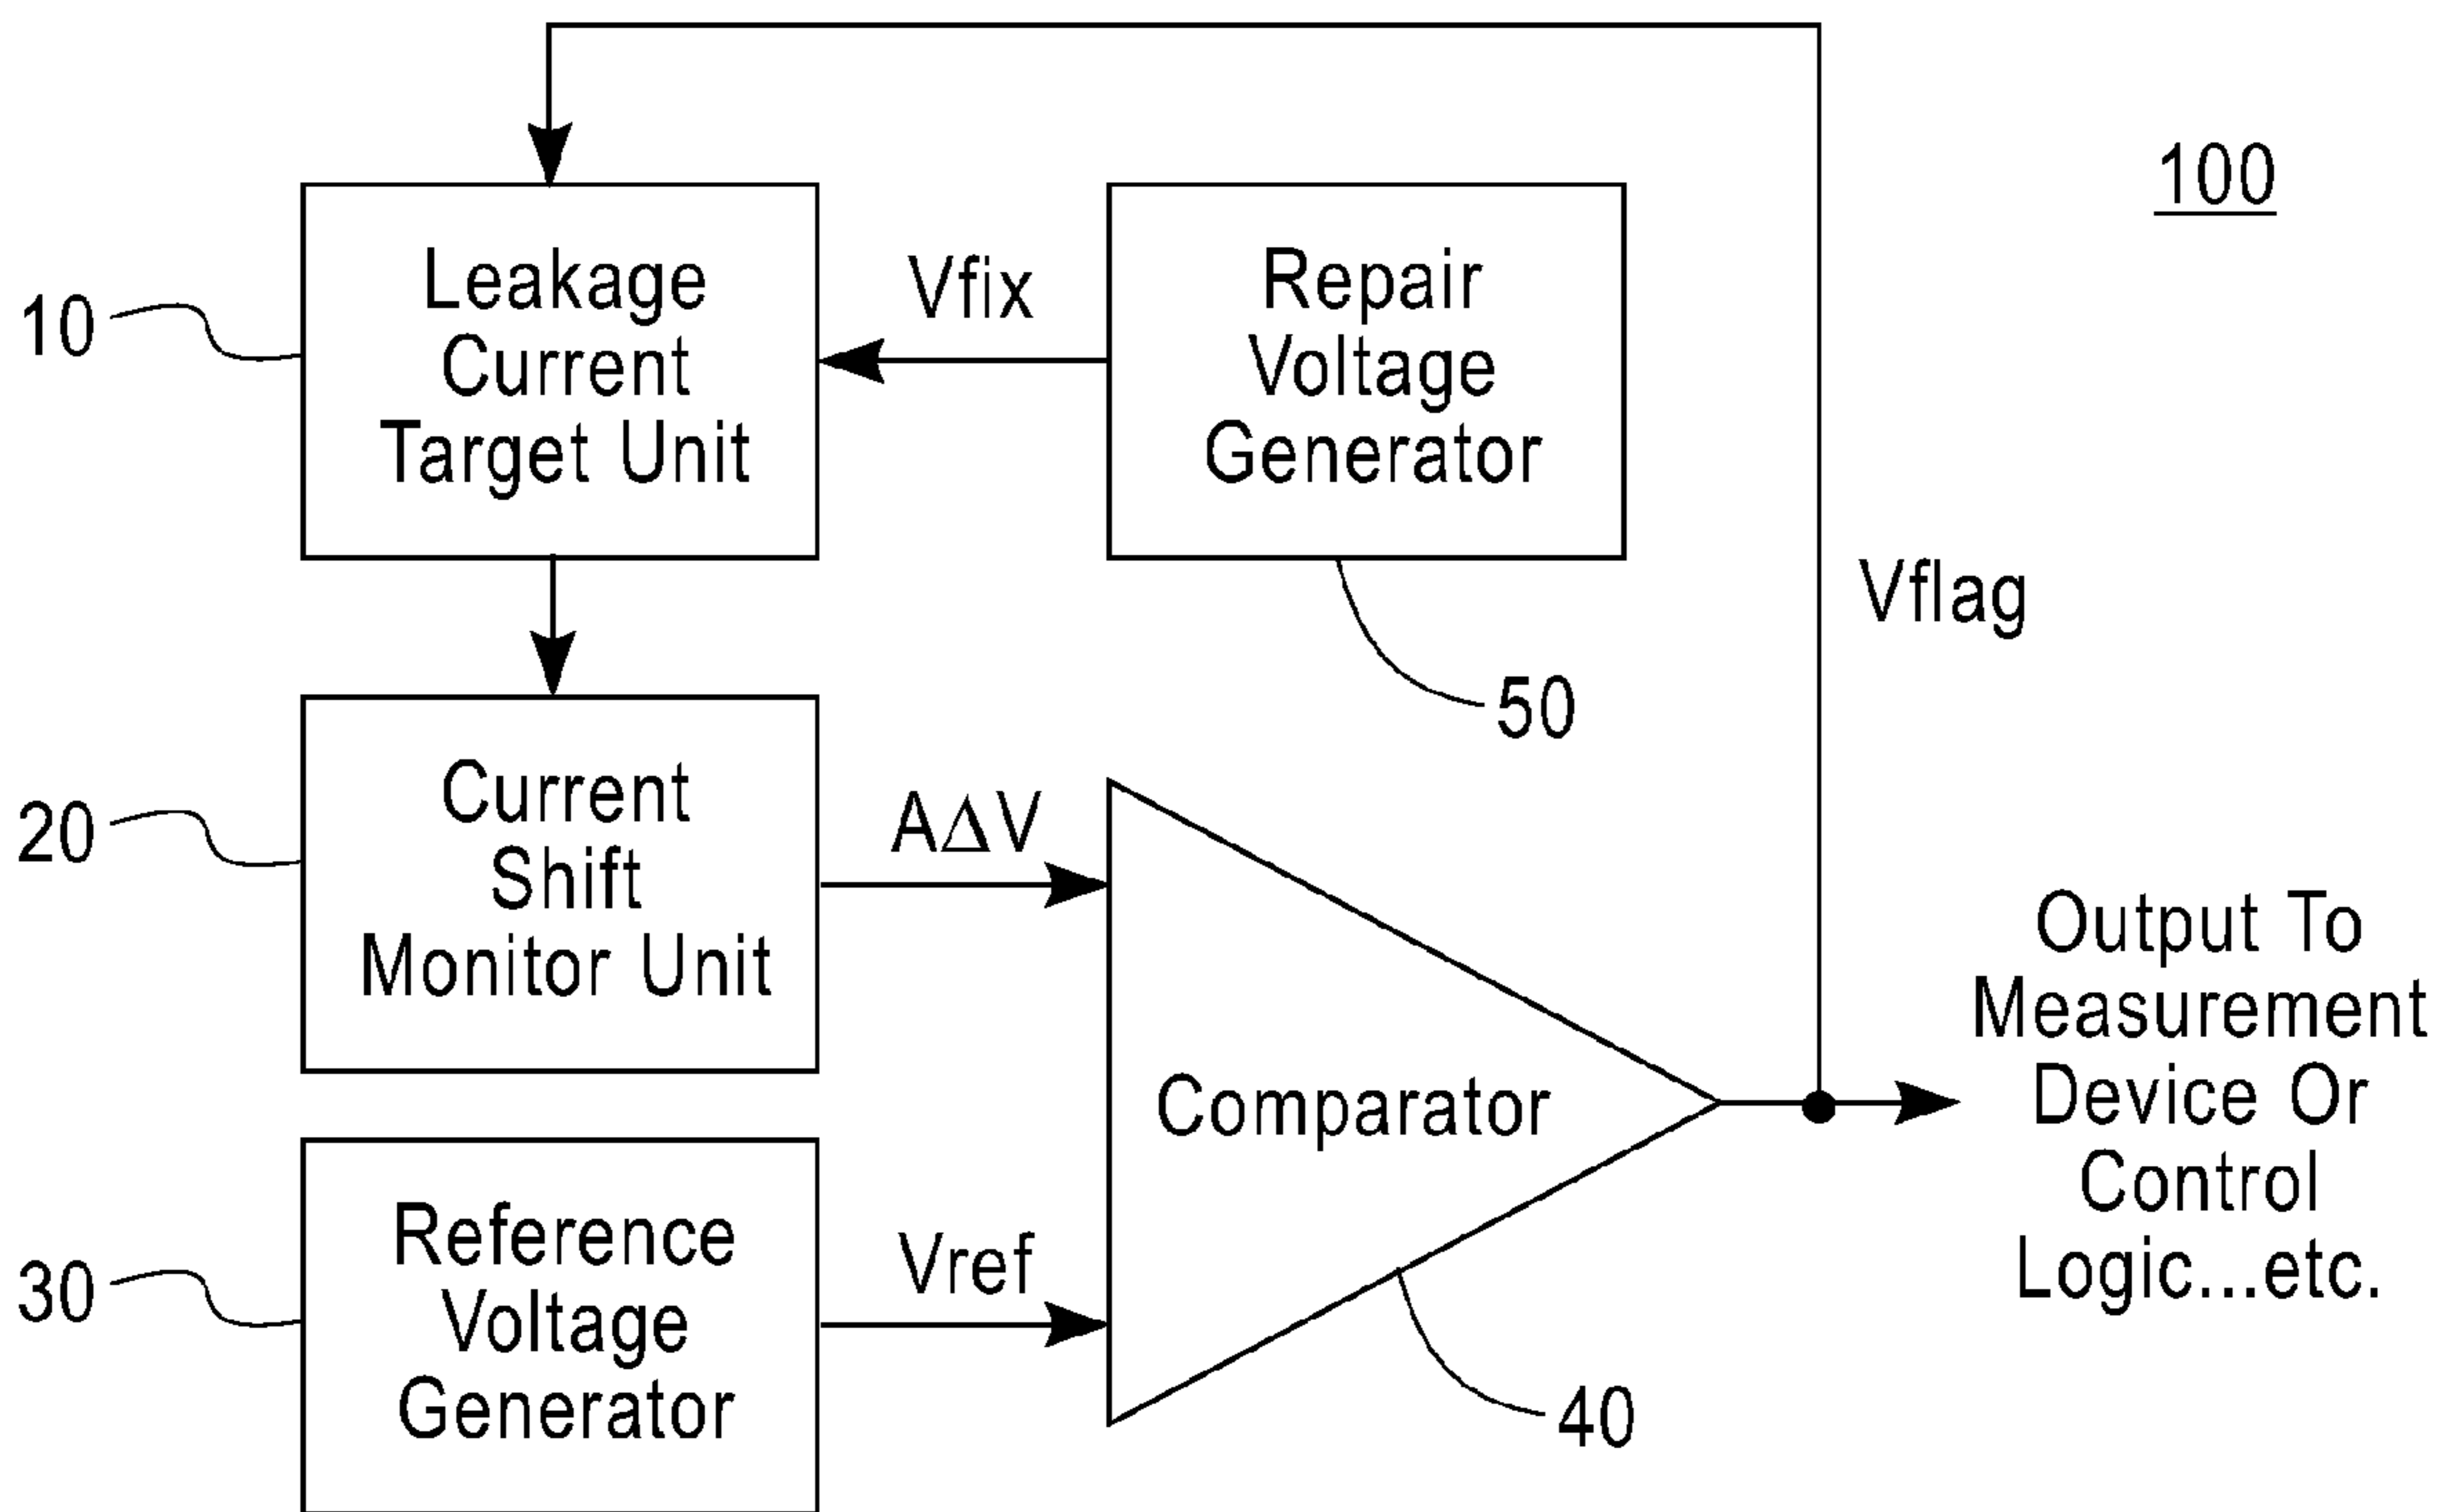 100
10
Leakage
Current
Target Unit
Vfix
Repair
Voltage
Generator
Vflag
50
20
Current
Shift
Monitor Unit
AΔV
Comparator
Output To
Measurement
Device Or
Control
Logic...etc.
30
Reference
Voltage
Generator
Vref
40